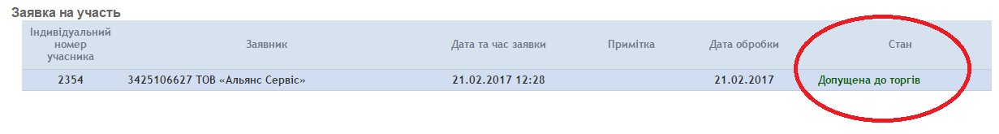 Заявка на участь
Індивідуальний
номер
учасника
Заявник
Дата та час заявки
Примітка
Дата обробки
Стан
2354
3425106627 ТОВ «Альянс Сервіс»
21.02.2017 12:28
21.02.2017
Допущена до торгів